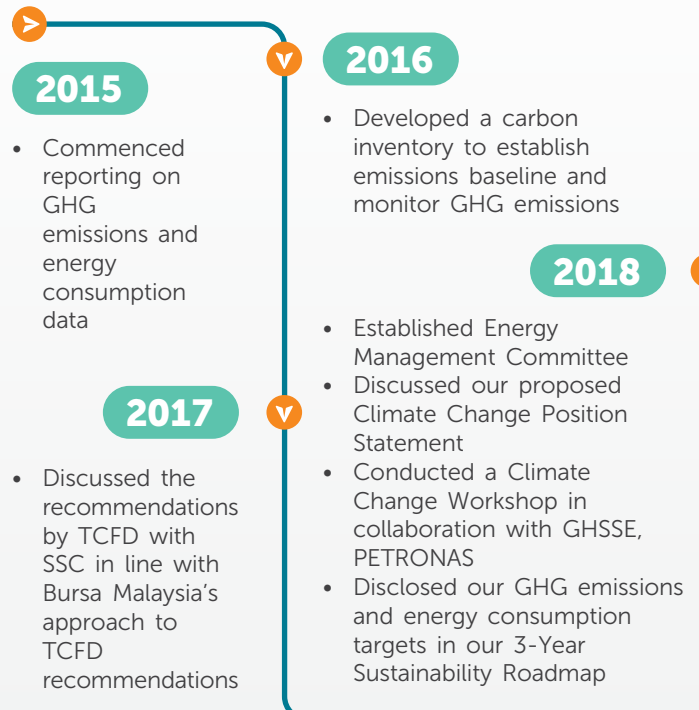 2015
• Commenced
reporting on
GHG
emissions and
energy
consumption
data
2016
• Developed a carbon
inventory to establish
emissions baseline and
monitor GHG emissions
2017
• Discussed the
recommendations
by TCFD with
SSC in line with
Bursa Malaysia’s
approach to
TCFD
recommendations
2018
• Established Energy
Management Committee
• Discussed our proposed
Climate Change Position
Statement
• Conducted a Climate
Change Workshop in
collaboration with GHSSE,
PETRONAS
• Disclosed our GHG emissions
and energy consumption
targets in our 3-Year
Sustainability Roadmap